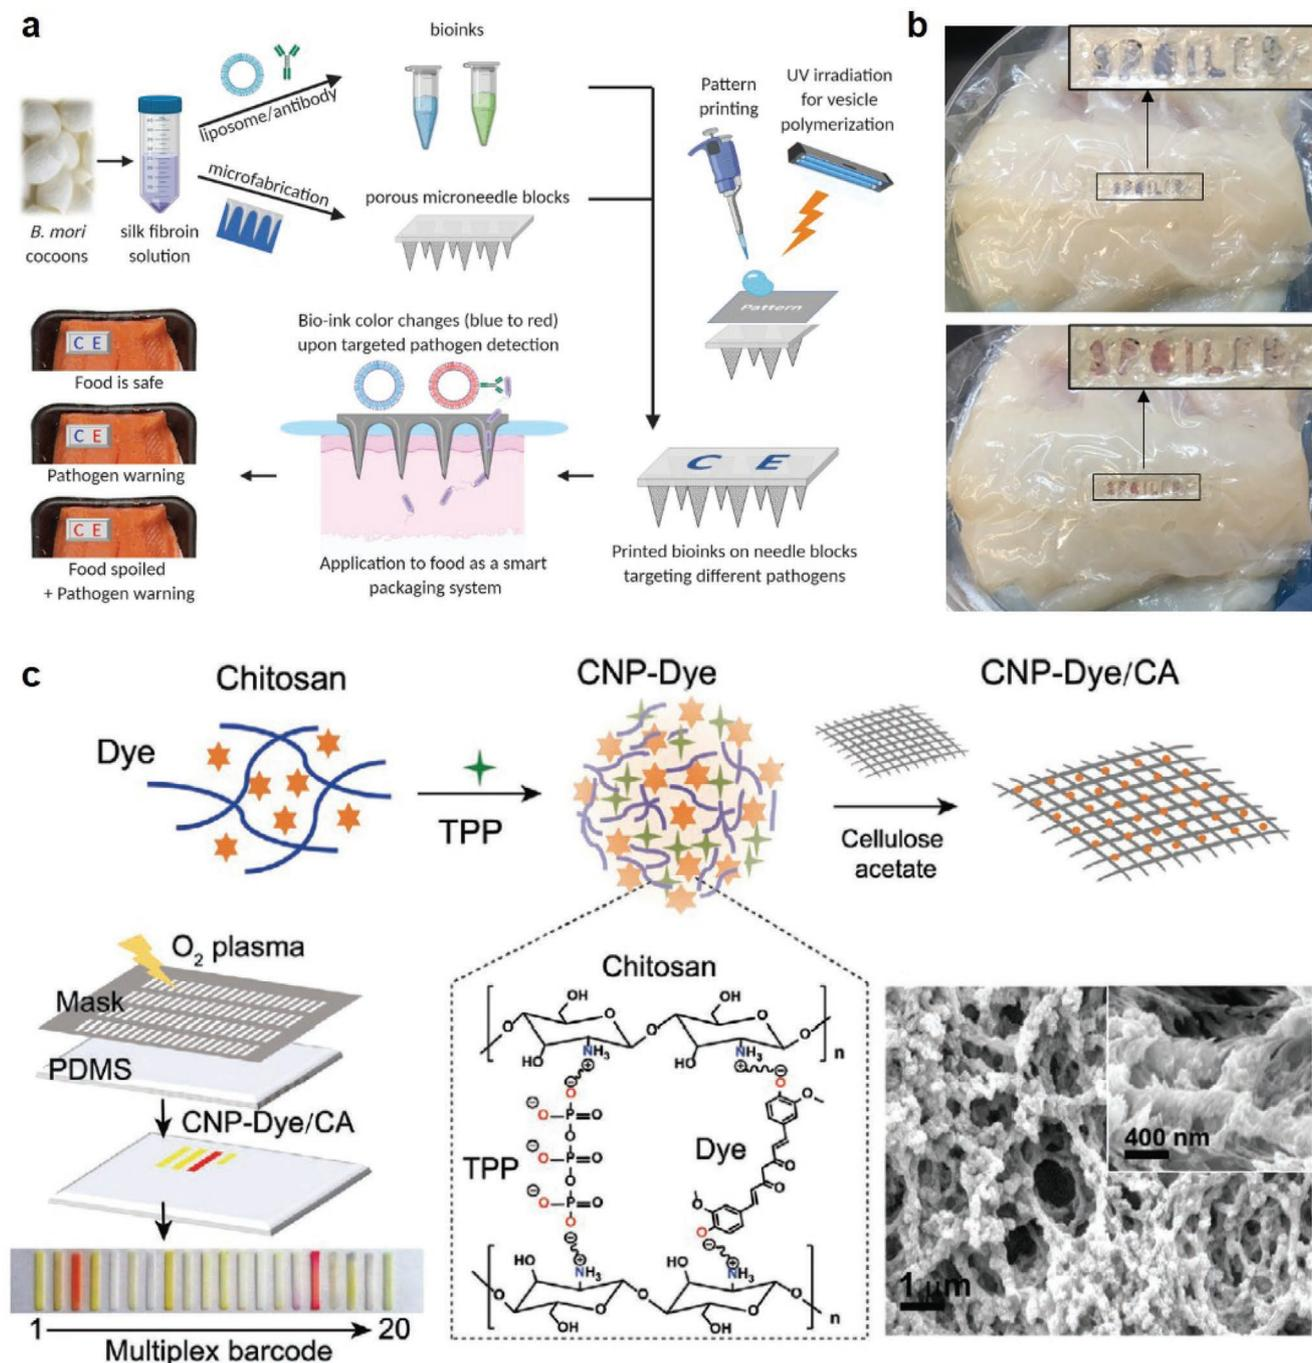 a
bioinks
liposome/antibody
microfabrication
B. mori
cocoons
silk fibroin
solution
porous microneedle blocks
Pattern
printing
UV irradiation
for vesicle
polymerization
Pattern
C E
Printed bioinks on needle blocks
targeting different pathogens
Bio-ink color changes (blue to red)
upon targeted pathogen detection
Application to food as a smart
packaging system
C E
Food is safe
C E
Pathogen warning
C E
Food spoiled
+ Pathogen warning
b
c
Chitosan
Dye
TPP
CNP-Dye
Cellulose
acetate
CNP-Dye/CA
O2 plasma
Mask
PDMS
CNP-Dye/CA
1
20
Multiplex barcode
Chitosan
OH
OH
O
O
O
O
O
HO
NH3
HO
NH3
n
⊕
⊕
⊖
⊖
O
O
O
⊖
O
P
O
O
⊖
O
P
O
O
⊖
O
P
O
O
O
O
O
O
⊖
⊖
⊕
⊕
TPP
Dye
HO
NH3
HO
NH3
O
O
O
O
O
OH
OH
n
400 nm
1 μm